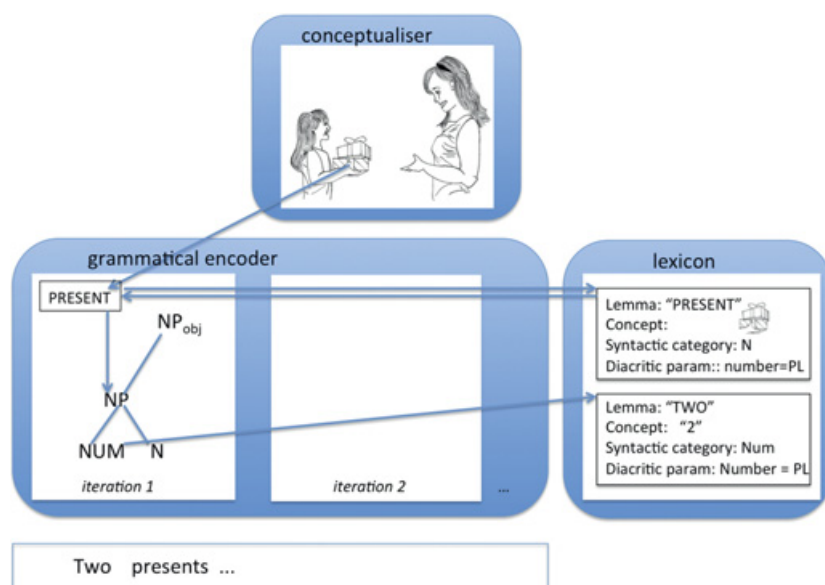 conceptualiser
grammatical encoder
PRESENT
NPobj
NP
NUM N
iteration 1
iteration 2
...
lexicon
Lemma: “PRESENT”
Concept:
Syntactic category: N
Diacritic param:: number=PL
Lemma: “TWO”
Concept: “2”
Syntactic category: Num
Diacritic param: Number = PL
Two presents ...